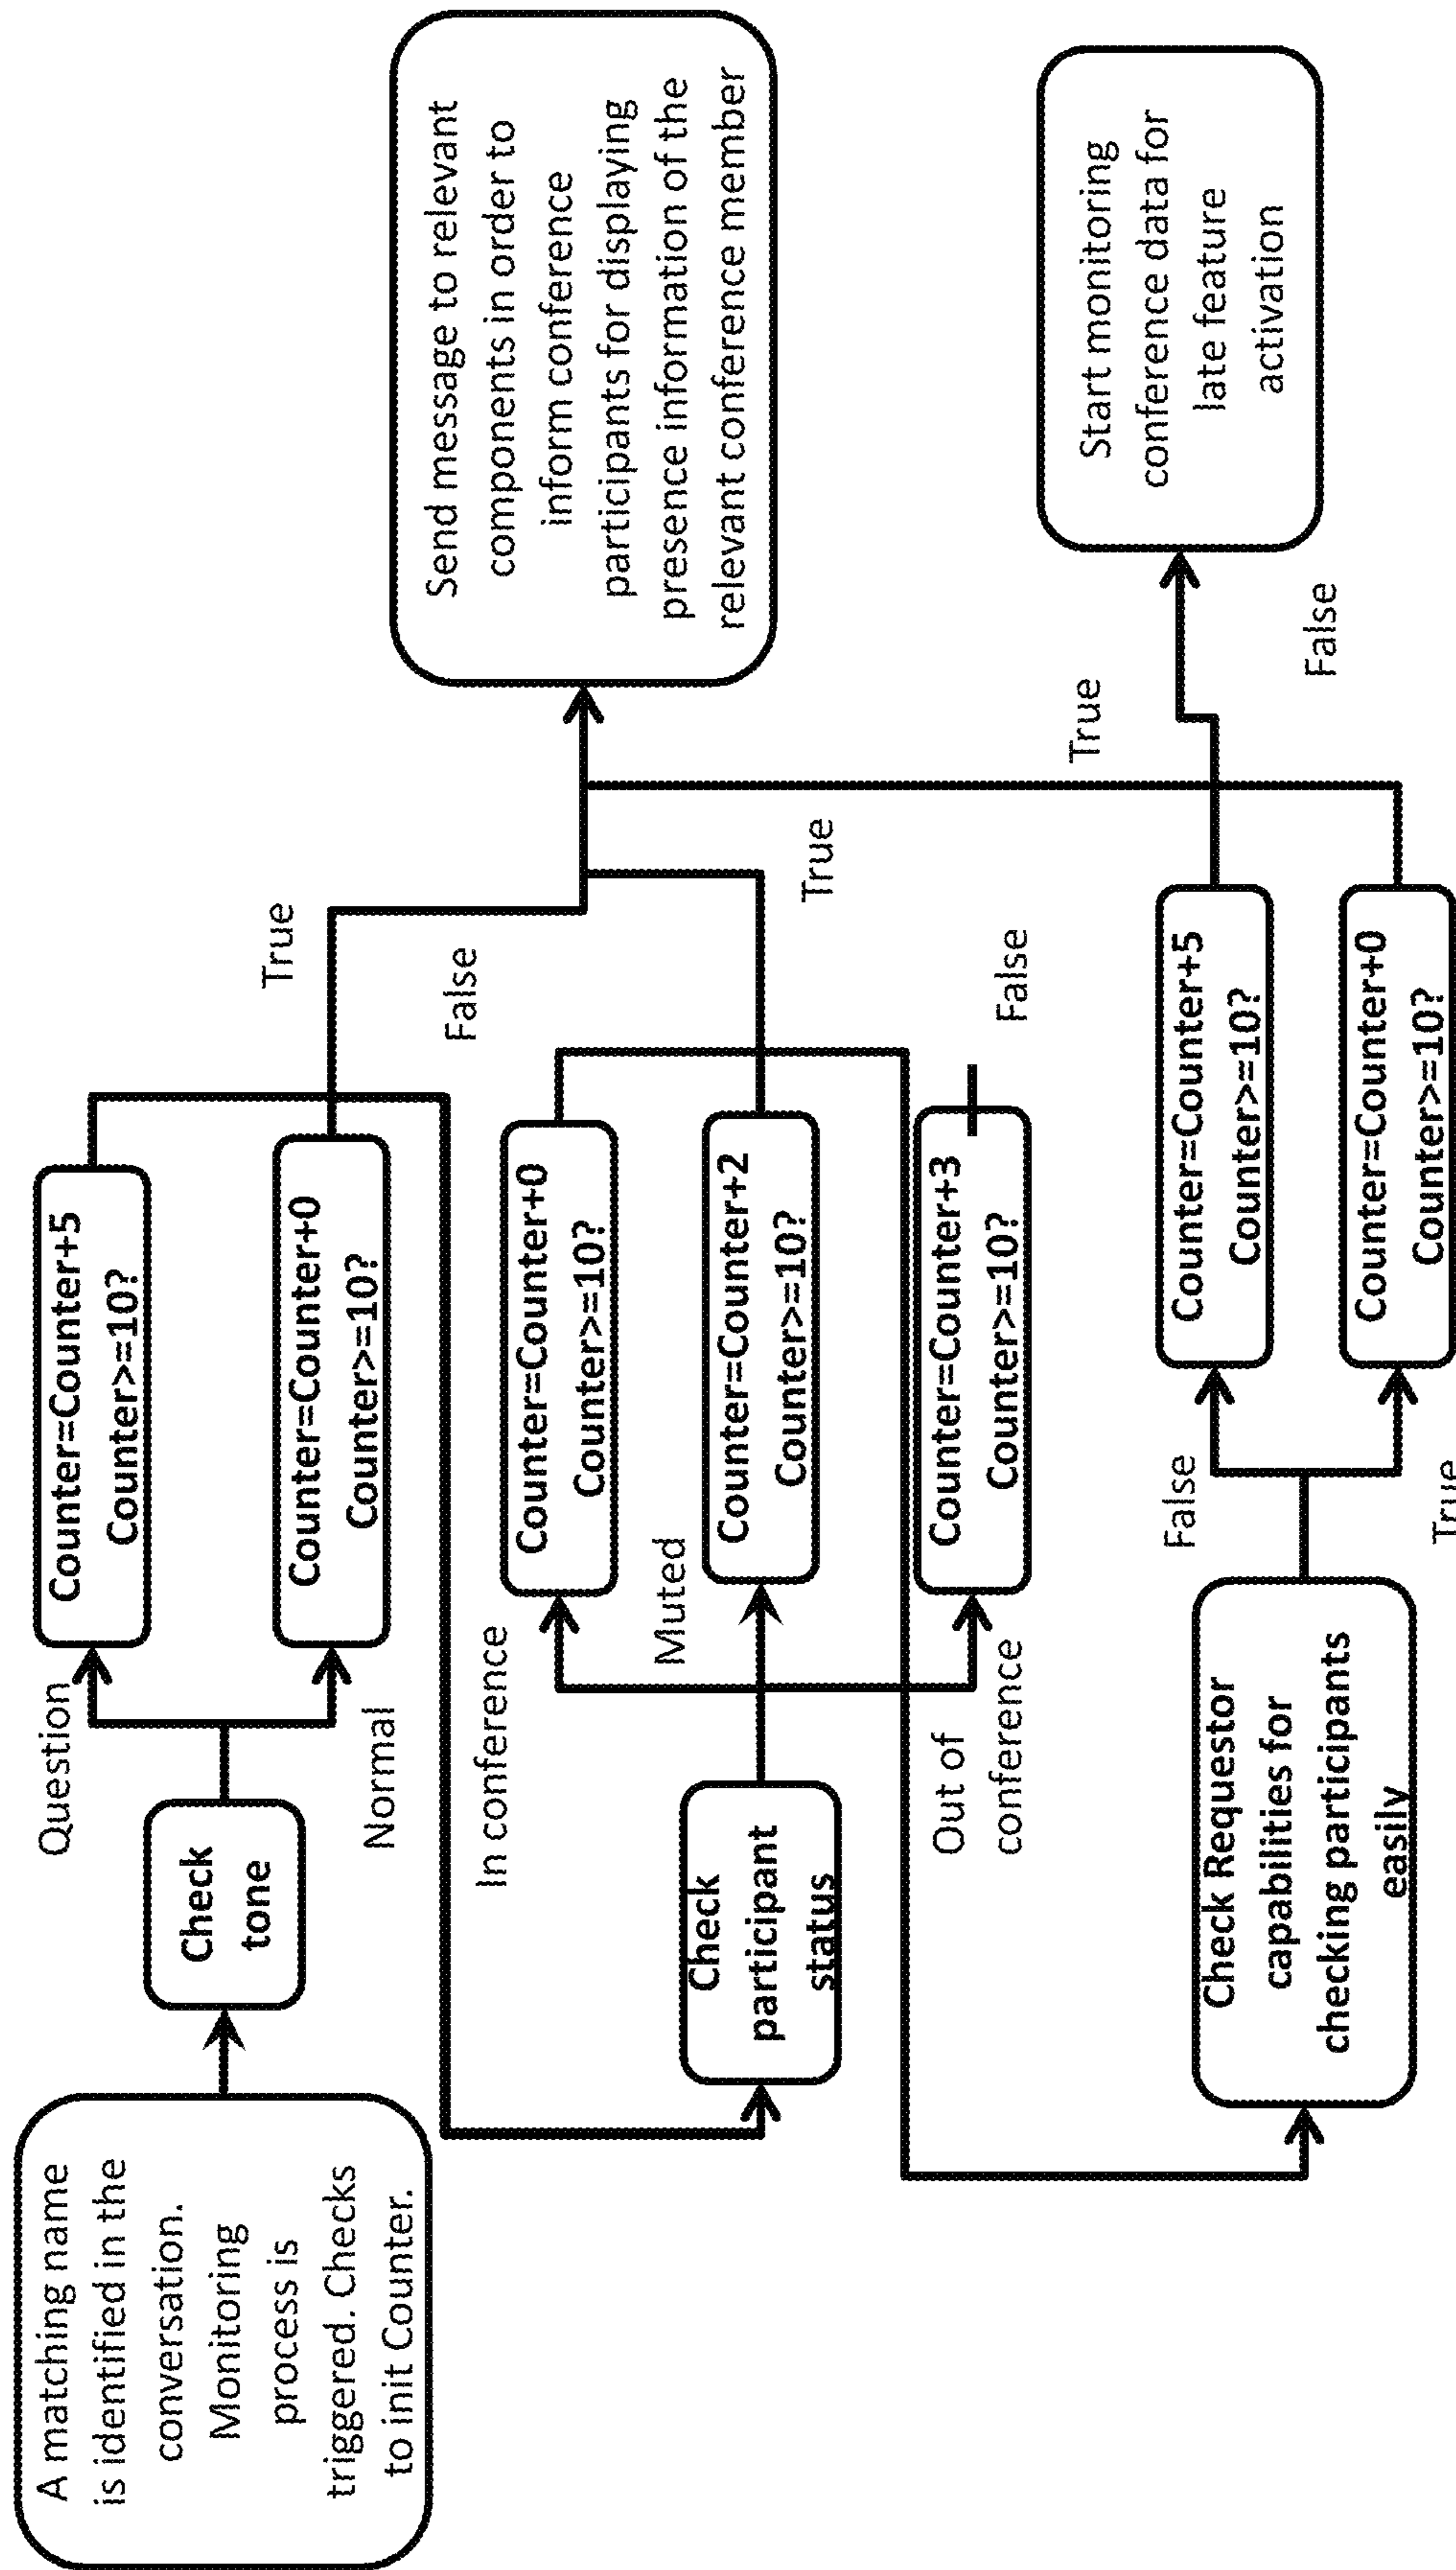 A matching name
is identified in the
conversation.
Monitoring
process is
triggered. Checks
to init Counter.
Check
tone
Question
Normal
Counter=Counter+5
Counter>=10?
Counter=Counter+0
Counter>=10?
True
False
Check
participant
status
In conference
Muted
Out of
conference
Counter=Counter+0
Counter>=10?
Counter=Counter+2
Counter>=10?
Counter=Counter+3
Counter>=10?
True
False
Check Requestor
capabilities for
checking participants
easily
False
True
Counter=Counter+5
Counter>=10?
Counter=Counter+0
Counter>=10?
True
False
Send message to relevant
components in order to
inform conference
participants for displaying
presence information of the
relevant conference member
Start monitoring
conference data for
late feature
activation